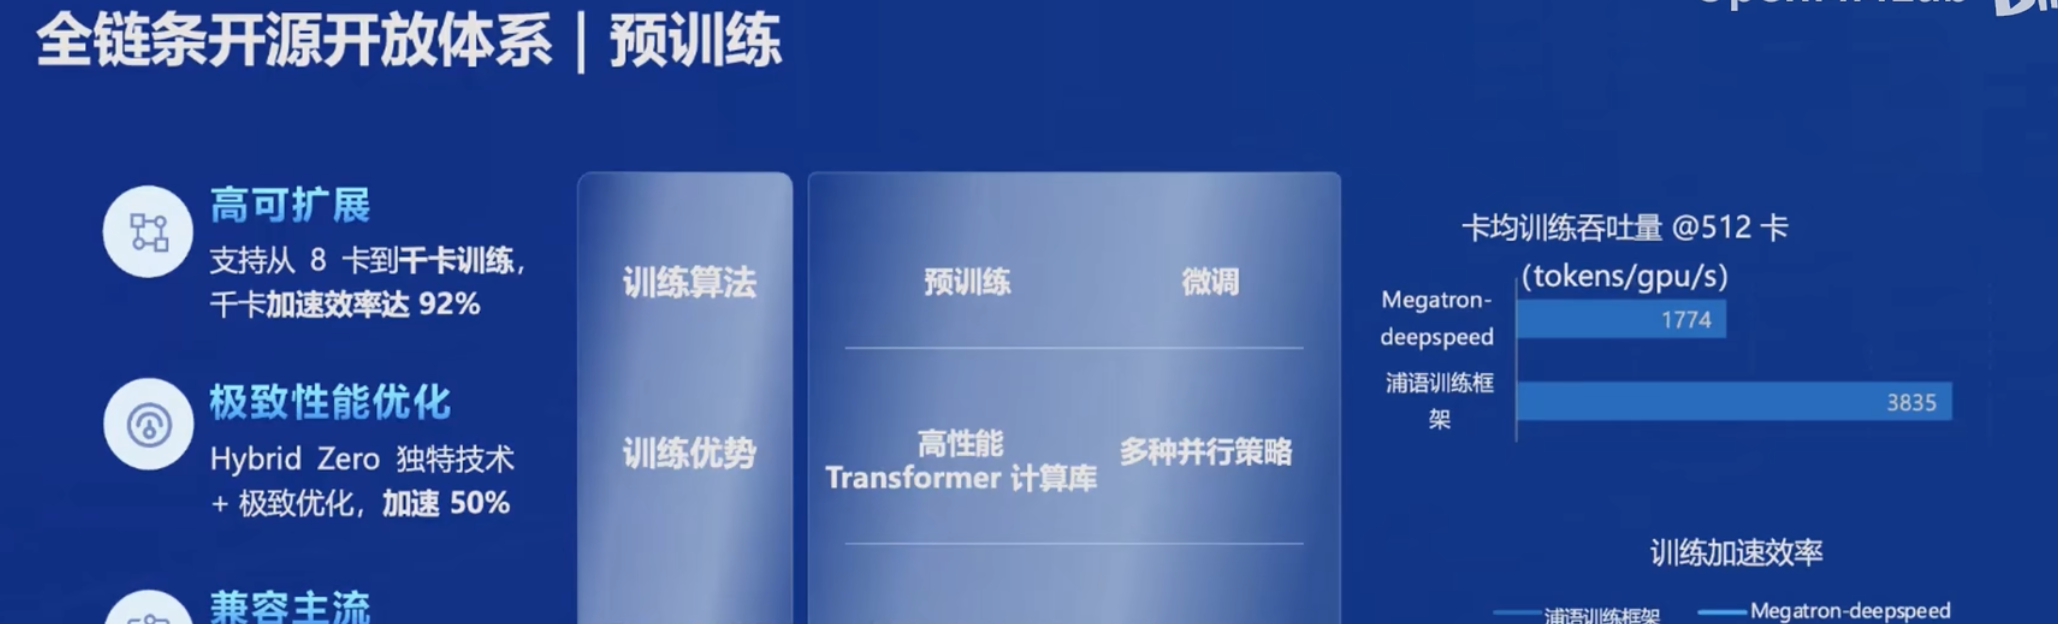 全链条开源开放体系 | 预训练
高可扩展
支持从 8 卡到千卡训练,
千卡加速效率达 92%
极致性能优化
Hybrid Zero 独特技术
+ 极致优化，加速 50%
兼容主流
训练算法
预训练
微调
训练优势
高性能
Transformer 计算库
多种并行策略
卡均训练吞吐量 @512 卡
(tokens/gpu/s)
Megatron-
deepspeed
1774
浦语训练框
架
3835
训练加速效率
浦语训练框架
Megatron-deepspeed